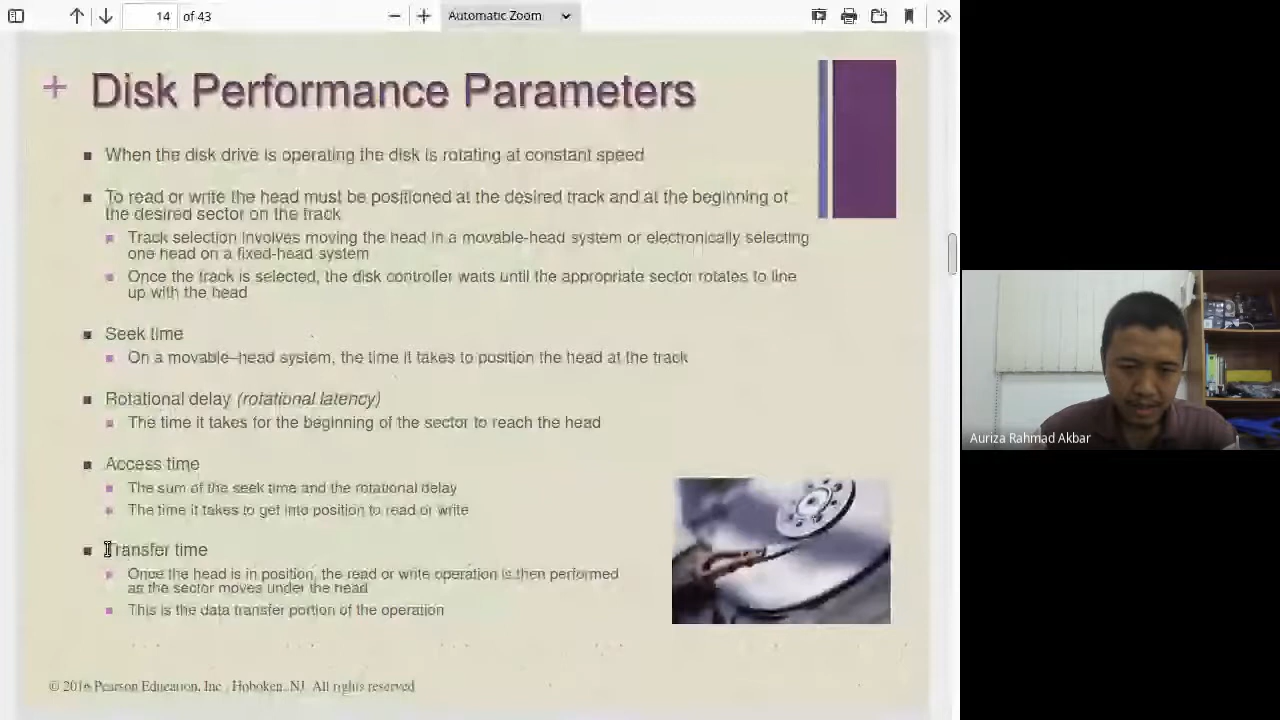 14 of 43 Automatic Zoom
+ Disk Performance Parameters
When the disk drive is operating the disk is rotating at constant speed
To read or write the head must be positioned at the desired track and at the beginning of
the desired sector on the track
Track selection involves moving the head in a movable-head system or electronically selecting
one head on a fixed-head system
Once the track is selected, the disk controller waits until the appropriate sector rotates to line
up with the head
Seek time
On a movable–head system, the time it takes to position the head at the track
Rotational delay (rotational latency)
The time it takes for the beginning of the sector to reach the head
Access time
The sum of the seek time and the rotational delay
The time it takes to get into position to read or write
Transfer time
Once the head is in position, the read or write operation is then performed
as the sector moves under the head
This is the data transfer portion of the operation
© 2016 Pearson Education, Inc., Hoboken, NJ. All rights reserved.
Auriza Rahmad Akbar